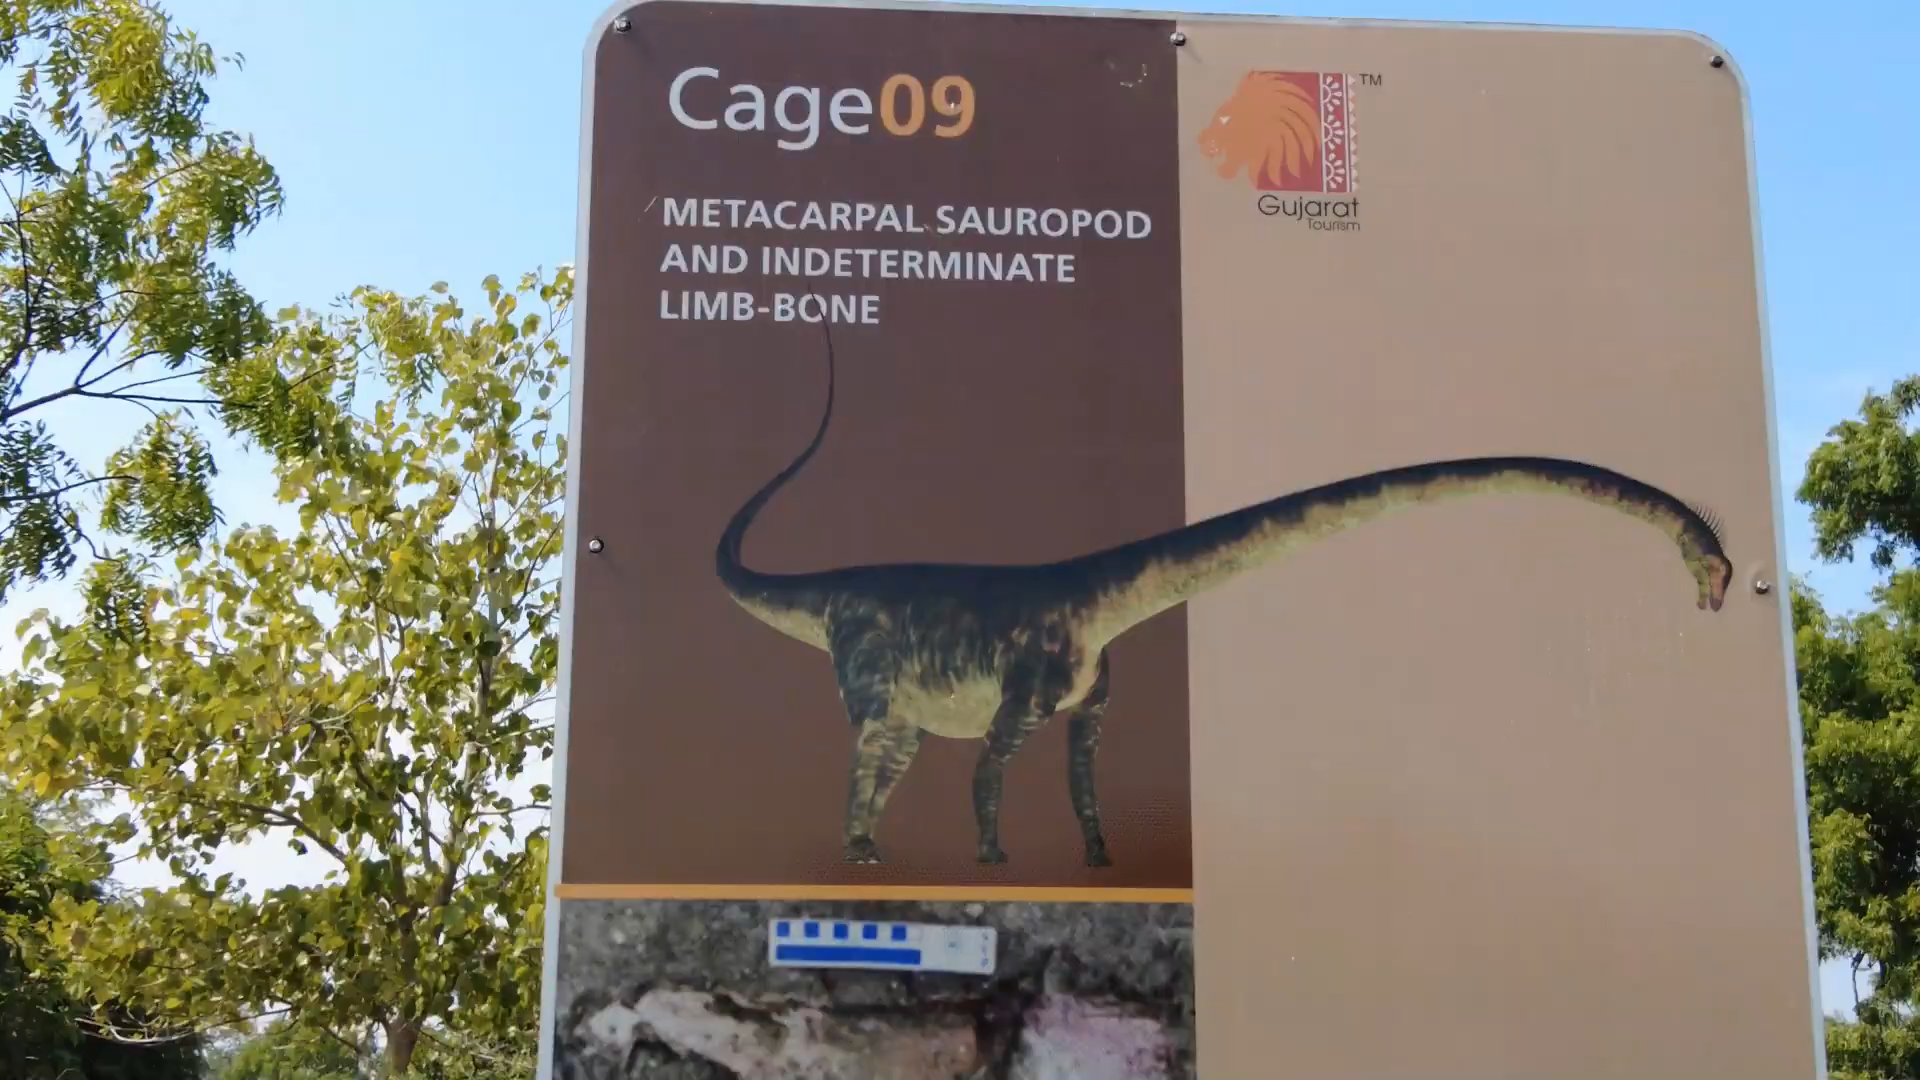 Cage09
METACARPAL SAUROPOD
AND INDETERMINATE
LIMB-BONE
TM
Gujarat
Tourism